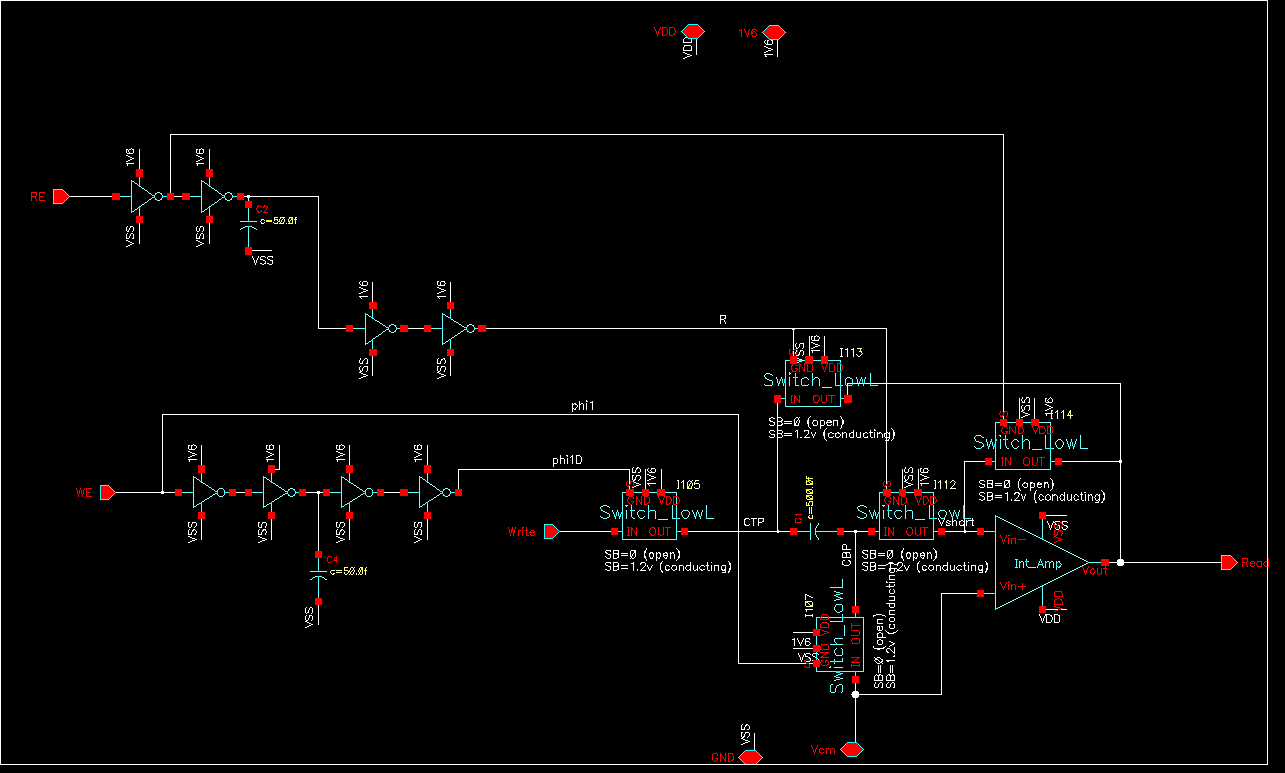 VDD
VDD
1V6
1V6
1V6
1V6
RE
VSS
VSS
C2
c=50.0f
VSS
1V6
1V6
R
VSS
VSS
VSS
1V6
I113
GND VDD
Switch_LowL
IN OUT
SB=0 (open)
SB=1.2v (conducting)
phi1
VSS
1V6
I114
GND VDD
Switch_LowL
IN OUT
SB=0 (open)
SB=1.2v (conducting)
1V6
1V6
1V6
1V6
phi1D
WE
VSS
VSS
VSS
VSS
C4
c=50.0f
VSS
VSS
1V6
I105
GND VDD
Switch_LowL
Write
IN OUT
SB=0 (open)
SB=1.2v (conducting)
CTP
C1
c=500.0f
CBP
VSS
1V6
I112
GND VDD
Switch_LowL
IN OUT
SB=0 (open)
SB=1.2v (conducting)
Vshort
Vin-
VSS
VSS
Int_Amp
Vout
Read
Vin+
VDD
VDD
I107
1V6
VSS
GND VDD
Switch_LowL
IN OUT
SB=0 (open)
SB=1.2v (conducting)
VSS
GND
Vcm